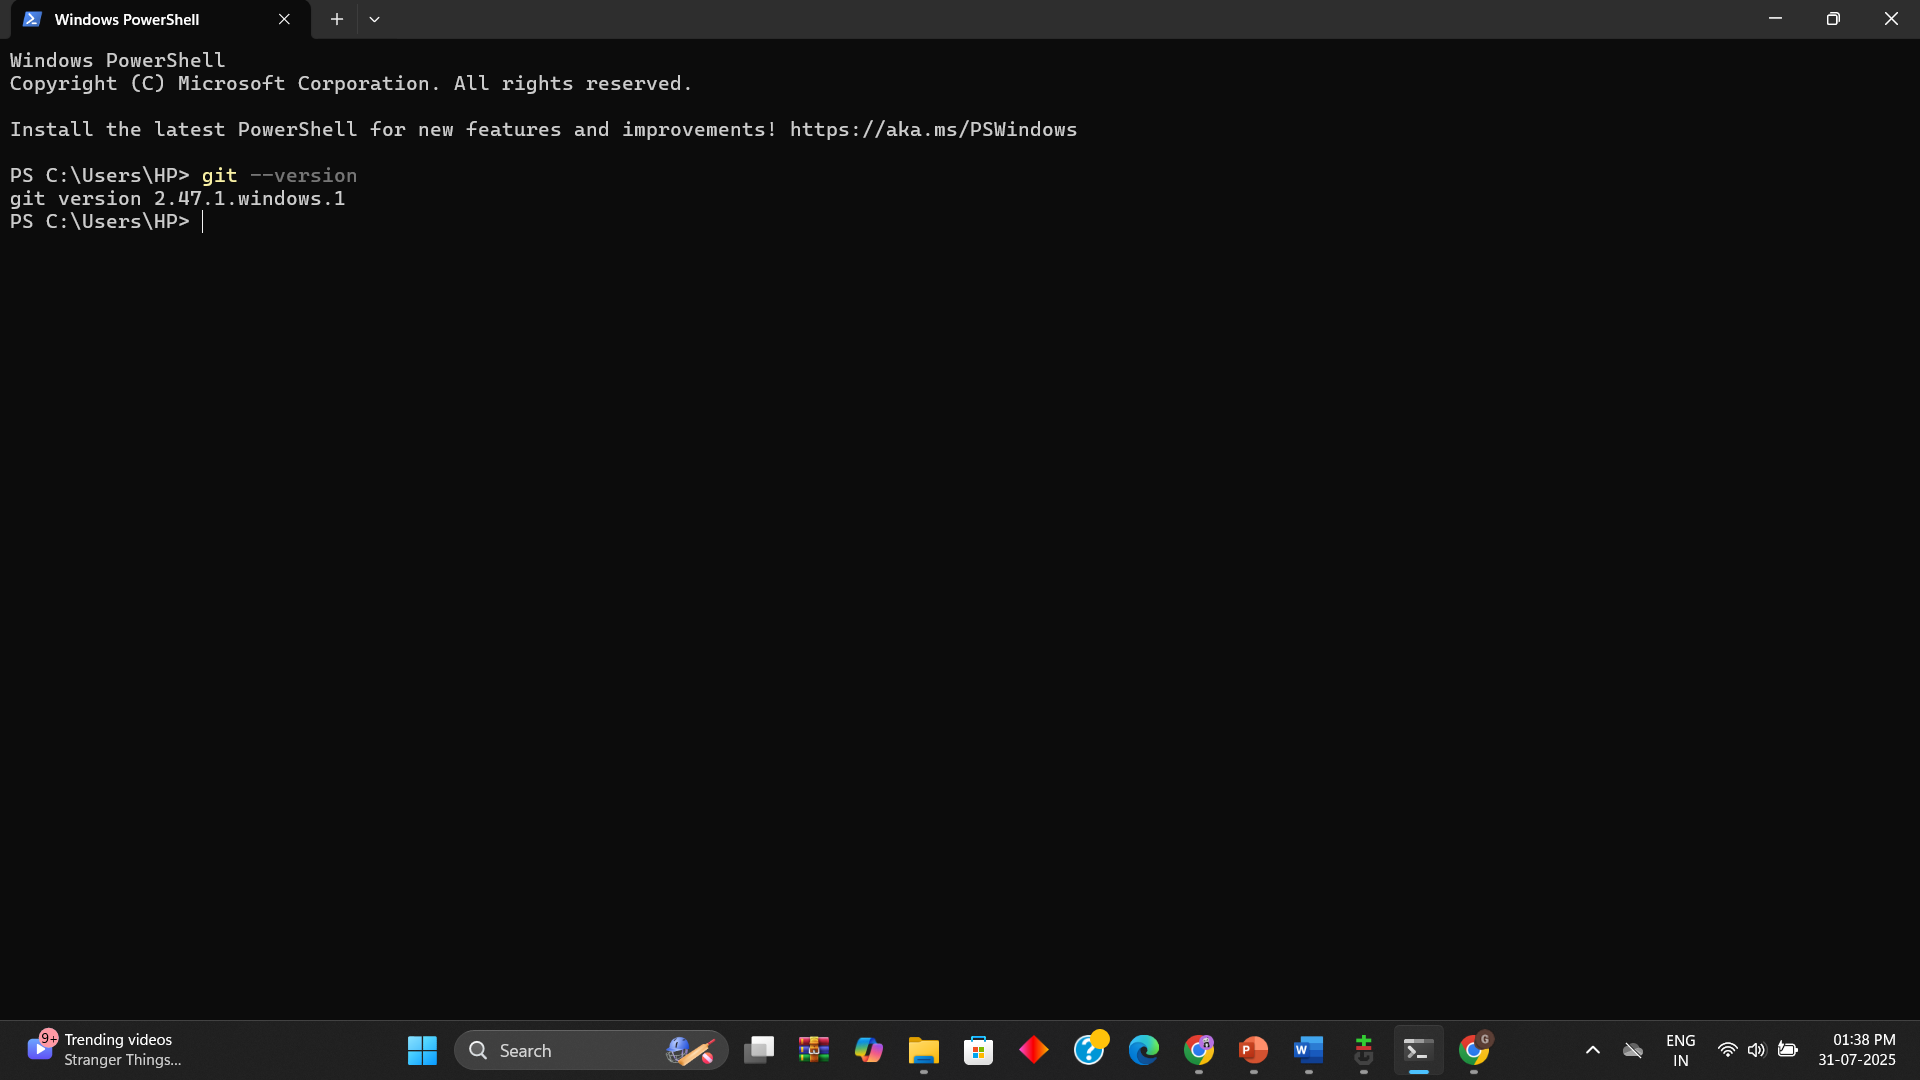 Windows PowerShell
Windows PowerShell
Copyright (C) Microsoft Corporation. All rights reserved.
Install the latest PowerShell for new features and improvements! https://aka.ms/PSWindows
PS C:\Users\HP> git --version
git version 2.47.1.windows.1
PS C:\Users\HP>
9+
Trending videos
Stranger Things...
Search
P
W
G
ENG
IN
01:38 PM
31-07-2025